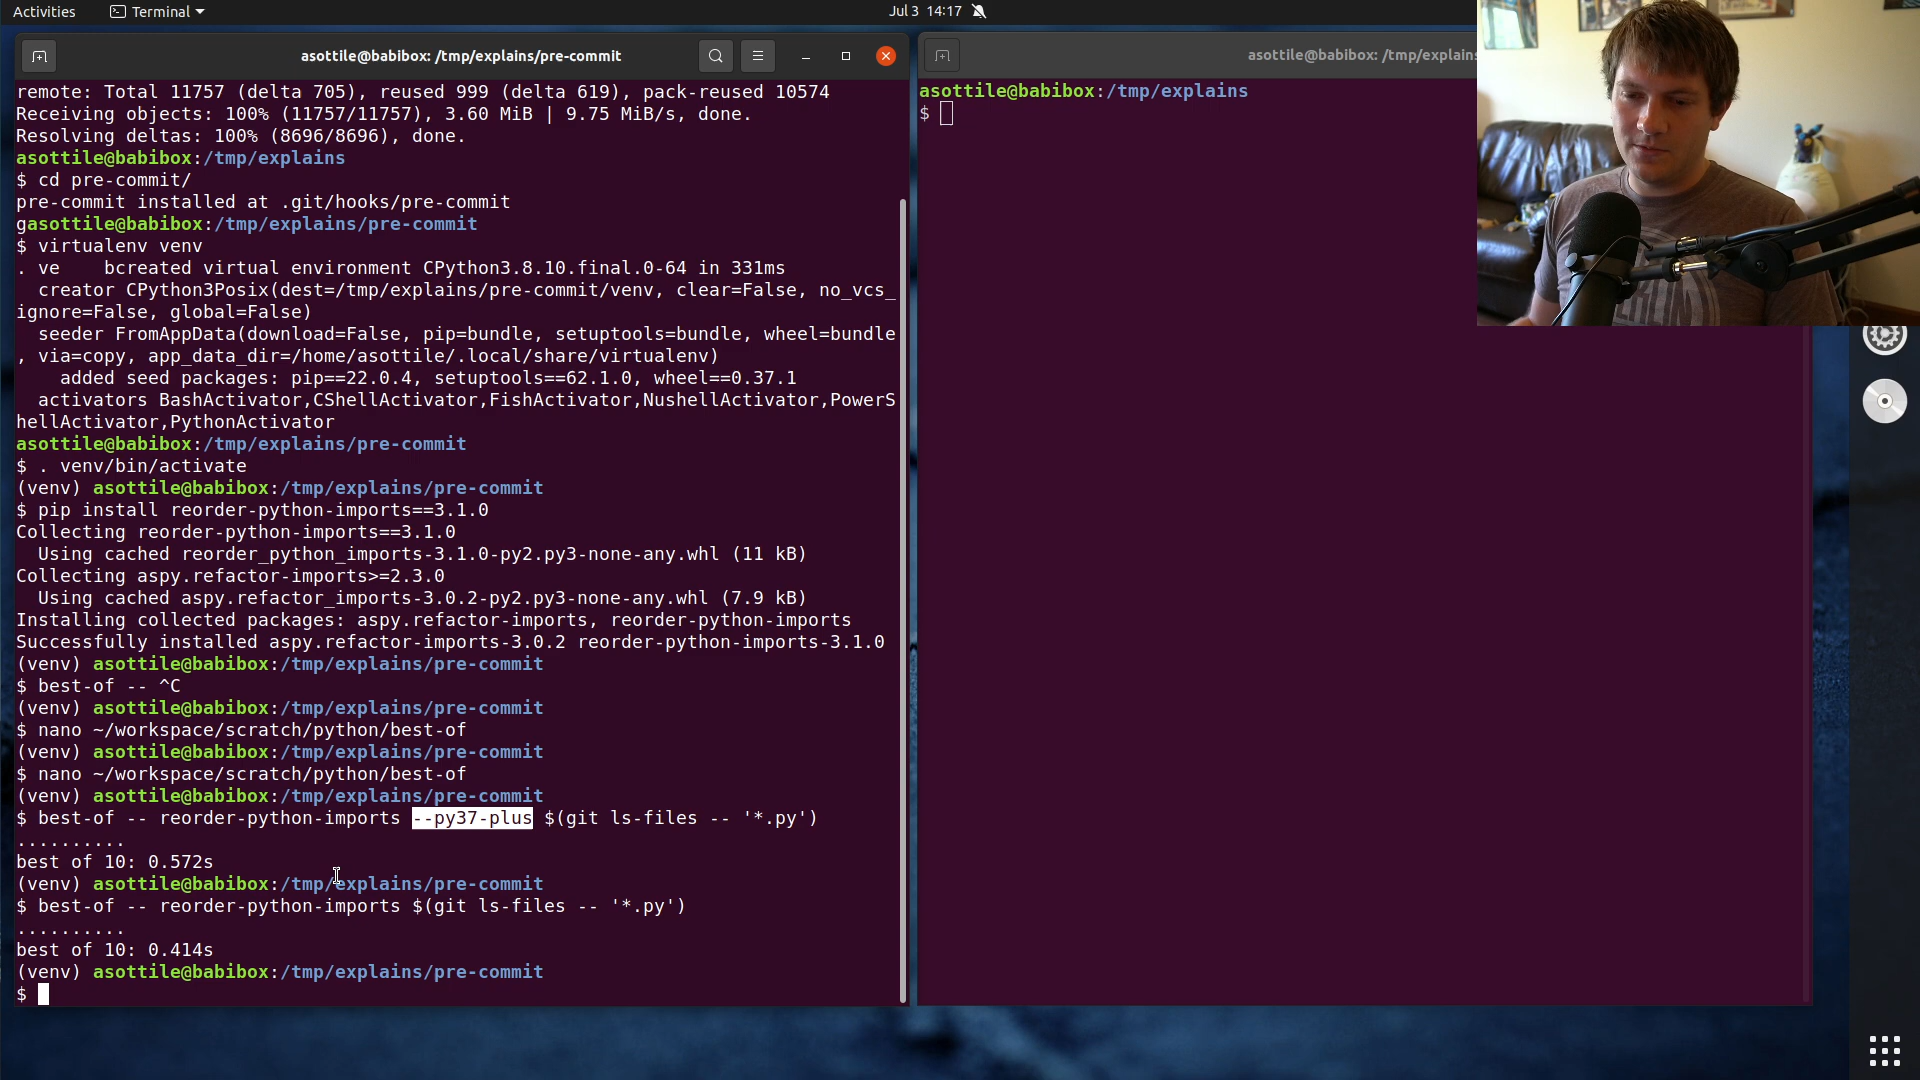 Activities
Terminal
Jul 3 14:17
asottile@babibox: /tmp/explains/pre-commit
remote: Total 11757 (delta 705), reused 999 (delta 619), pack-reused 10574
Receiving objects: 100% (11757/11757), 3.60 MiB | 9.75 MiB/s, done.
Resolving deltas: 100% (8696/8696), done.
asottile@babibox:/tmp/explains
$ cd pre-commit/
pre-commit installed at .git/hooks/pre-commit
gasottile@babibox:/tmp/explains/pre-commit
$ virtualenv venv
. ve    bcreated virtual environment CPython3.8.10.final.0-64 in 331ms
  creator CPython3Posix(dest=/tmp/explains/pre-commit/venv, clear=False, no_vcs_
ignore=False, global=False)
  seeder FromAppData(download=False, pip=bundle, setuptools=bundle, wheel=bundle
, via=copy, app_data_dir=/home/asottile/.local/share/virtualenv)
    added seed packages: pip==22.0.4, setuptools==62.1.0, wheel==0.37.1
  activators BashActivator,CShellActivator,FishActivator,NushellActivator,PowerS
hellActivator,PythonActivator
asottile@babibox:/tmp/explains/pre-commit
$ . venv/bin/activate
(venv) asottile@babibox:/tmp/explains/pre-commit
$ pip install reorder-python-imports==3.1.0
Collecting reorder-python-imports==3.1.0
  Using cached reorder_python_imports-3.1.0-py2.py3-none-any.whl (11 kB)
Collecting aspy.refactor-imports>=2.3.0
  Using cached aspy.refactor_imports-3.0.2-py2.py3-none-any.whl (7.9 kB)
Installing collected packages: aspy.refactor-imports, reorder-python-imports
Successfully installed aspy.refactor-imports-3.0.2 reorder-python-imports-3.1.0
(venv) asottile@babibox:/tmp/explains/pre-commit
$ best-of -- ^C
(venv) asottile@babibox:/tmp/explains/pre-commit
$ nano ~/workspace/scratch/python/best-of
(venv) asottile@babibox:/tmp/explains/pre-commit
$ nano ~/workspace/scratch/python/best-of
(venv) asottile@babibox:/tmp/explains/pre-commit
$ best-of -- reorder-python-imports --py37-plus $(git ls-files -- '*.py')
..........
best of 10: 0.572s
(venv) asottile@babibox:/tmp/explains/pre-commit
$ best-of -- reorder-python-imports $(git ls-files -- '*.py')
..........
best of 10: 0.414s
(venv) asottile@babibox:/tmp/explains/pre-commit
$
asottile@babibox: /tmp/explains
asottile@babibox:/tmp/explains
$